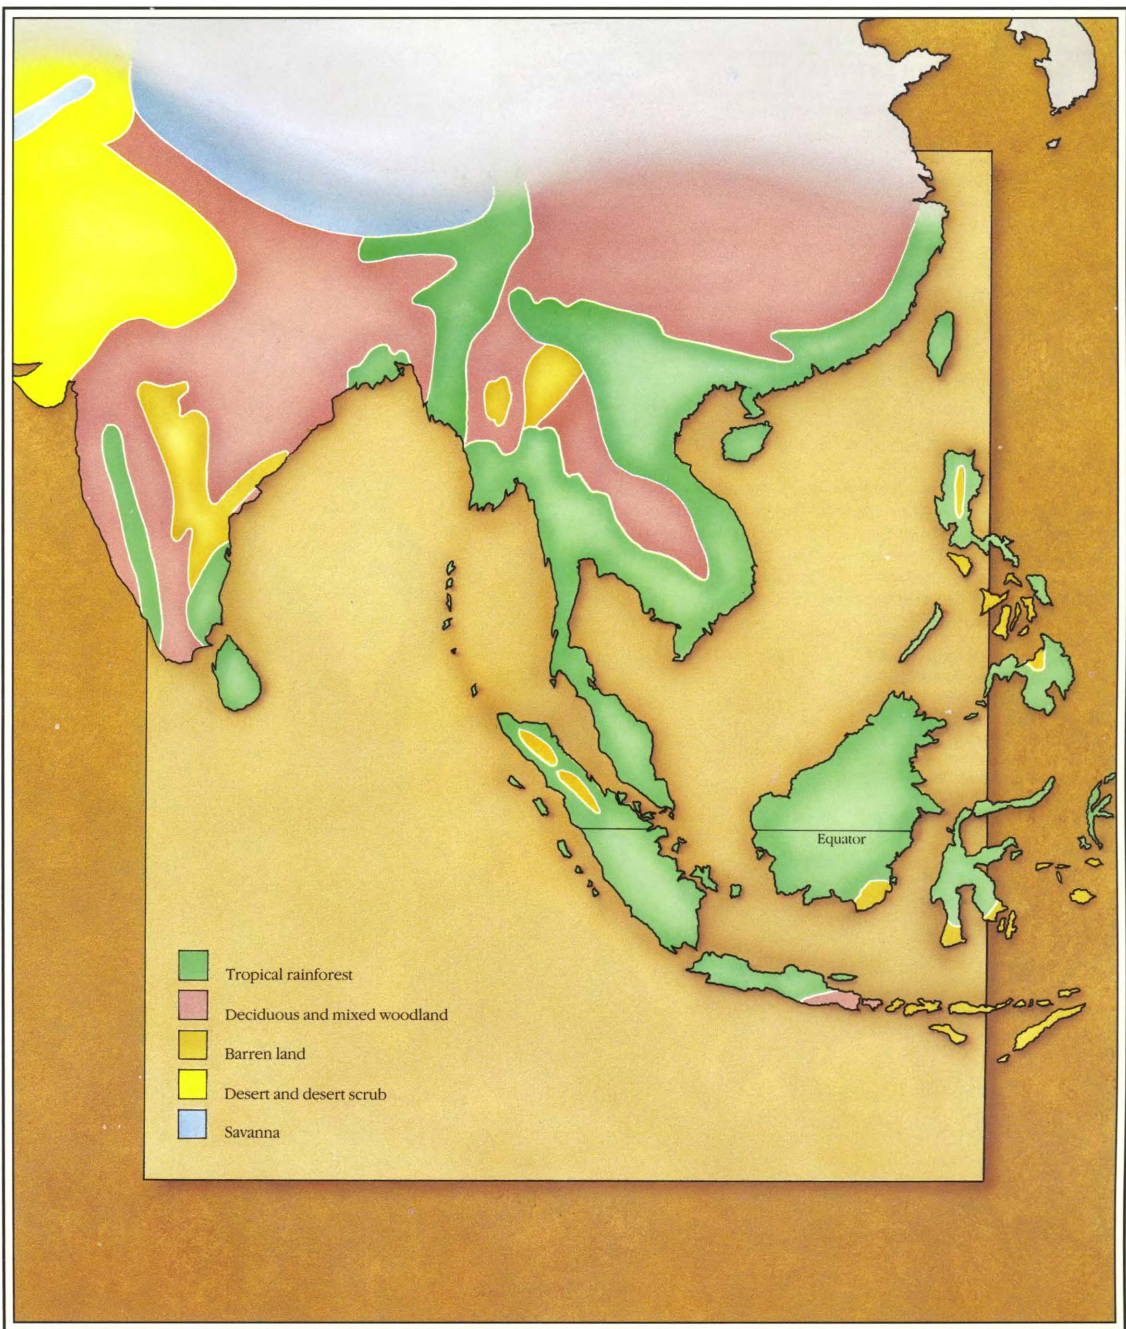 Equator
Tropical rainforest
Deciduous and mixed woodland
Barren land
Desert and desert scrub
Savanna